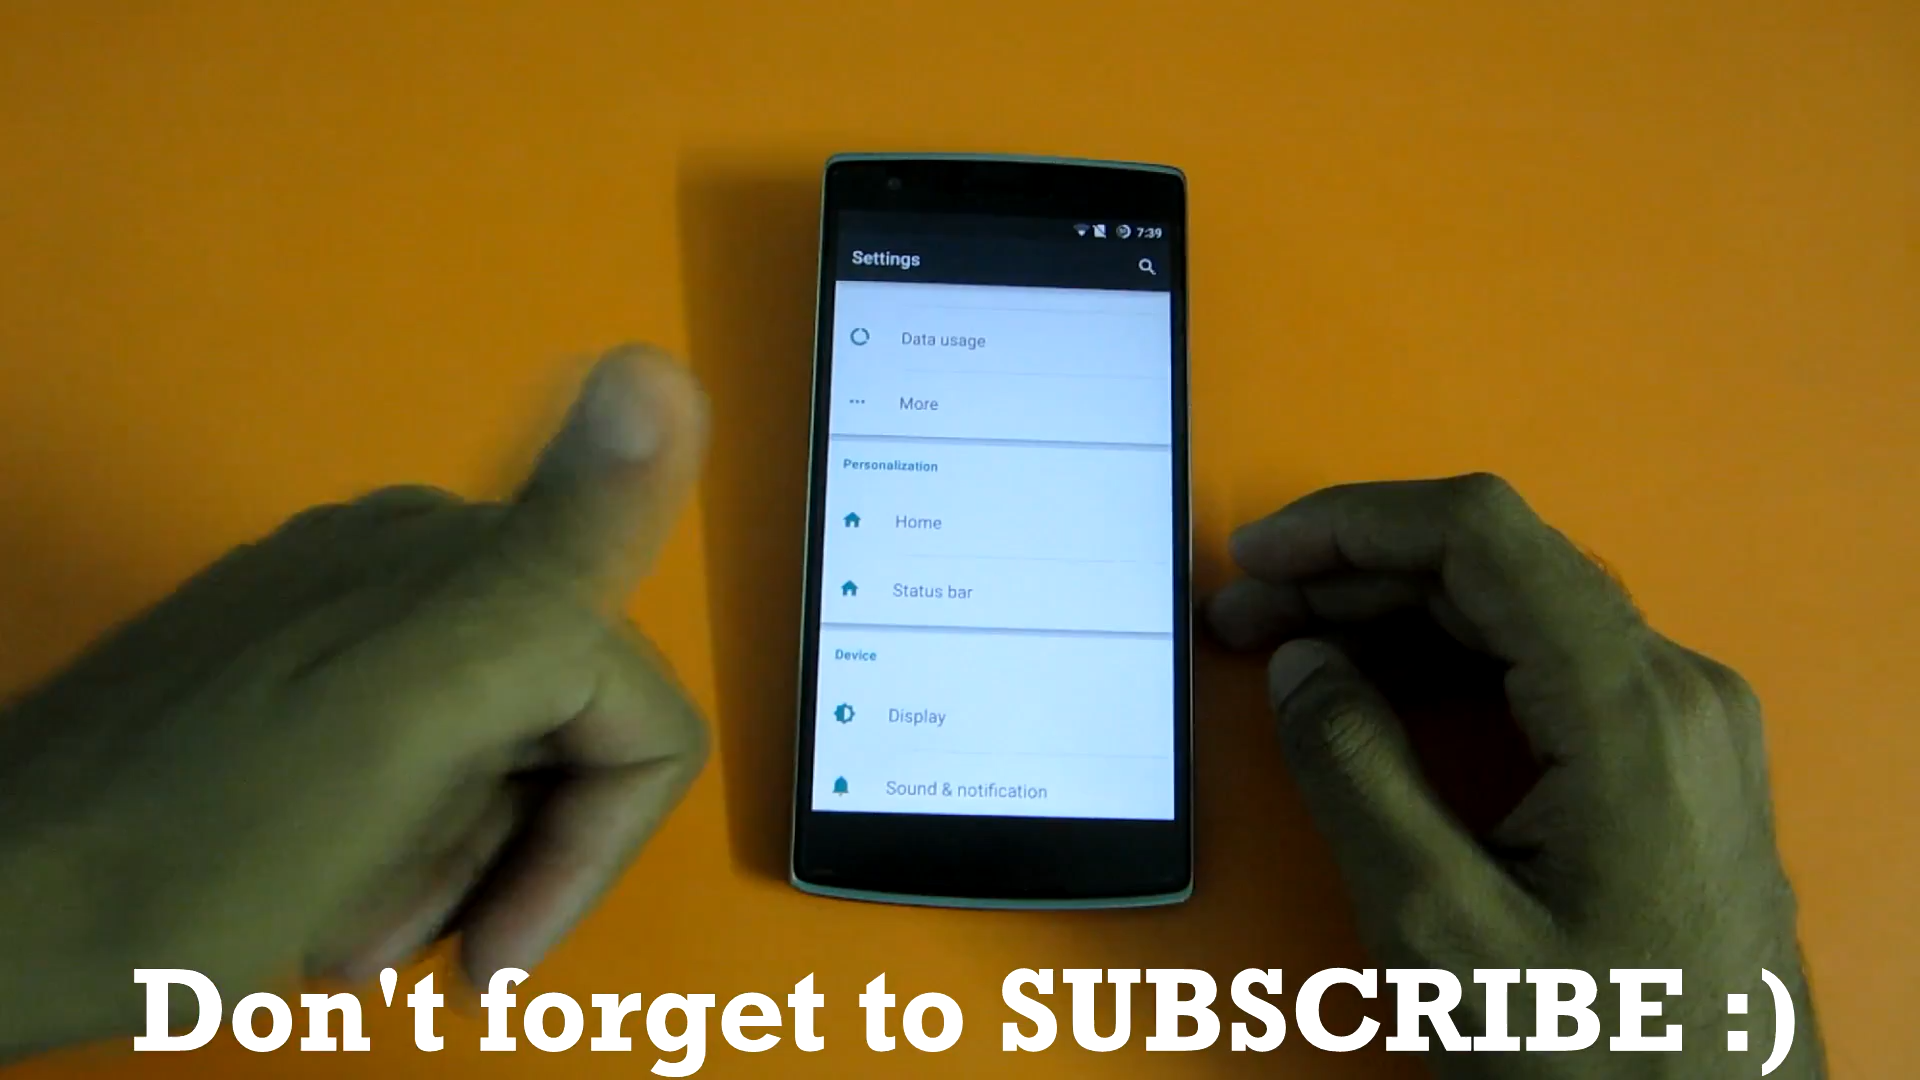 7:39
Settings
Data usage
More
Personalization
Home
Status bar
Device
Display
Sound & notification
Don't forget to SUBSCRIBE :)